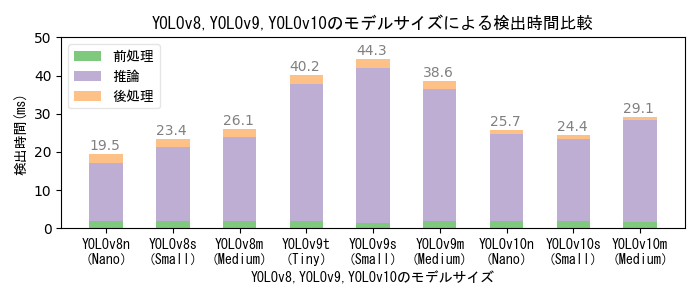 YOLOv8,YOLOv9,YOLOv10のモデルサイズによる検出時間比較
検出時間(ms)
50
40
30
20
10
0
前処理
推論
後処理
19.5
23.4
26.1
40.2
44.3
38.6
25.7
24.4
29.1
YOLOv8n
(Nano)
YOLOv8s
(Small)
YOLOv8m
(Medium)
YOLOv9t
(Tiny)
YOLOv9s
(Small)
YOLOv9m
(Medium)
YOLOv10n
(Nano)
YOLOv10s
(Small)
YOLOv10m
(Medium)
YOLOv8,YOLOv9,YOLOv10のモデルサイズ